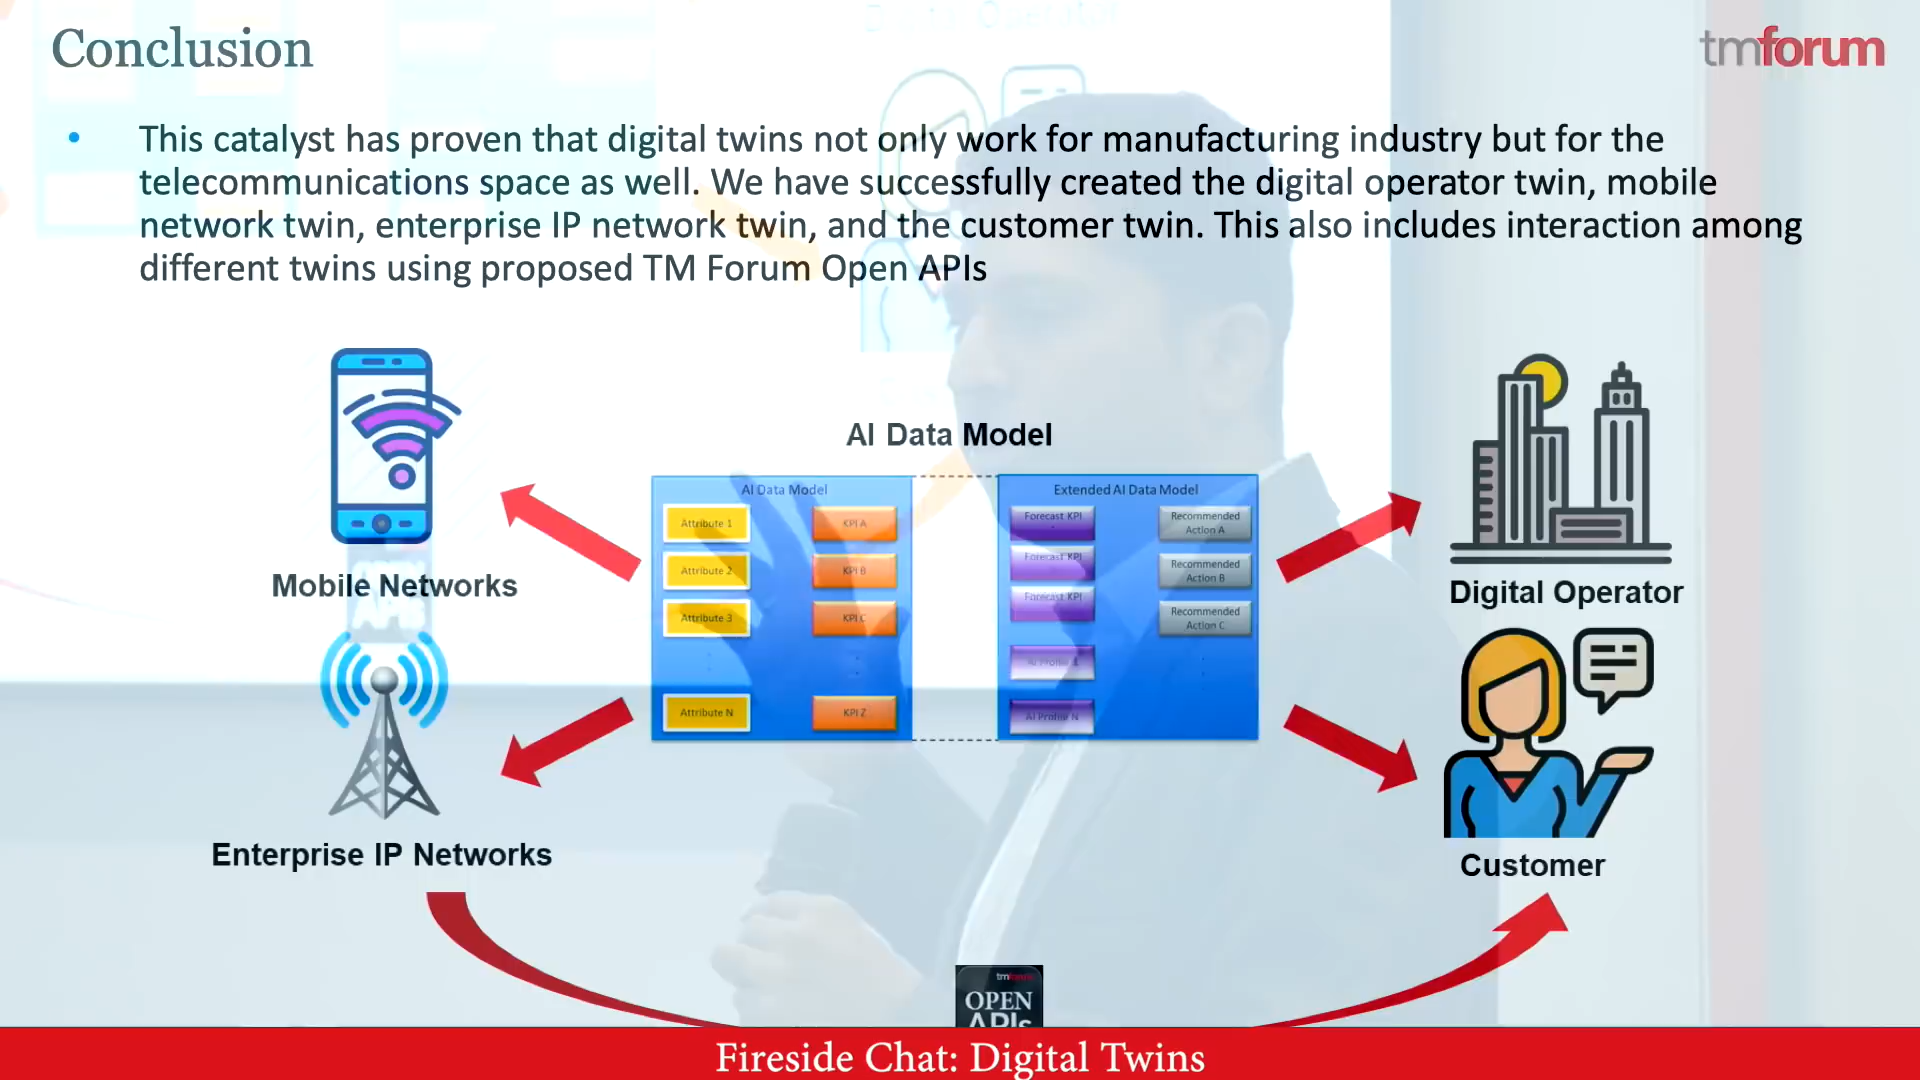 Conclusion
tmforum
• This catalyst has proven that digital twins not only work for manufacturing industry but for the
telecommunications space as well. We have successfully created the digital operator twin, mobile
network twin, enterprise IP network twin, and the customer twin. This also includes interaction among
different twins using proposed TM Forum Open APIs
AI Data Model
AI Data Model
Attribute 1
KPI A
Attribute 2
KPI B
Attribute 3
KPI C
Attribute N
KPI Z
Extended AI Data Model
Forecast KPI
Recommended
Action A
Forecast KPI
Recommended
Action B
Forecast KPI
Recommended
Action C
AI Profile 1
AI Profile N
Mobile Networks
Digital Operator
Enterprise IP Networks
Customer
tmforum
OPEN
APIs
Fireside Chat: Digital Twins